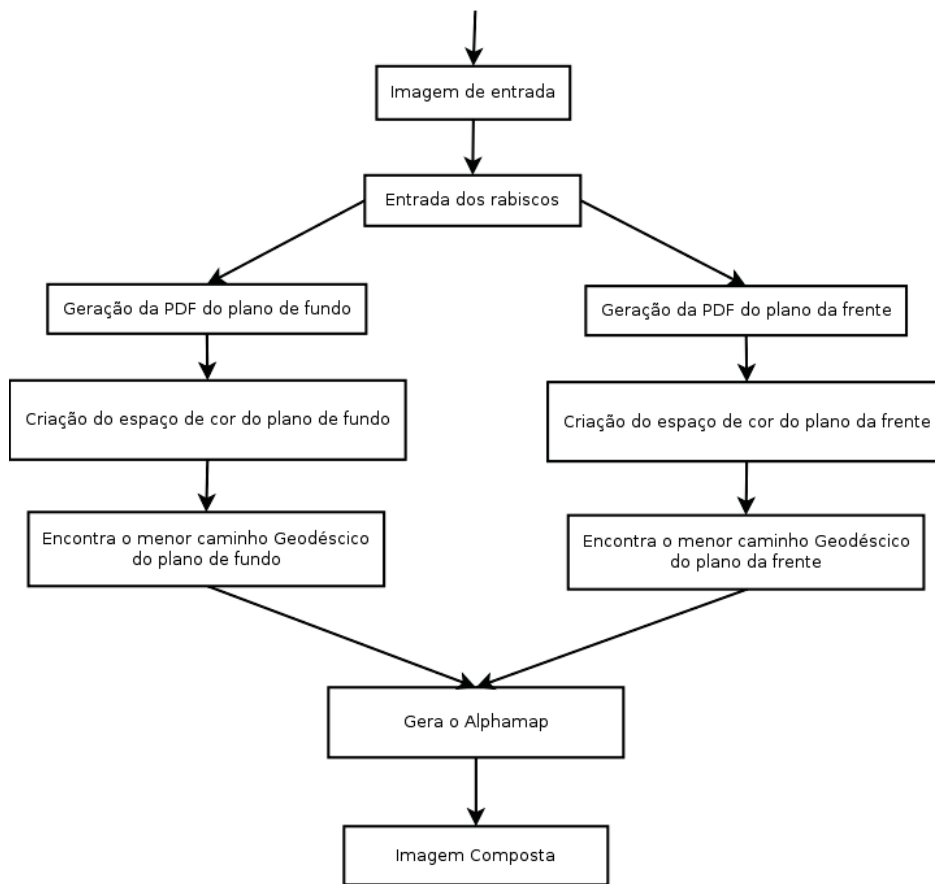 Imagem de entrada
Entrada dos rabiscos
Geração da PDF do plano de fundo
Geração da PDF do plano da frente
Criação do espaço de cor do plano de fundo
Criação do espaço de cor do plano da frente
Encontra o menor caminho Geodéscico
do plano de fundo
Encontra o menor caminho Geodéscico
do plano da frente
Gera o Alphamap
Imagem Composta